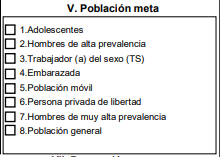 V. Población meta
1.Adolescentes
2.Hombres de alta prevalencia
3.Trabajador (a) del sexo (TS)
4.Embarazada
5.Población móvil
6.Persona privada de libertad
7.Hombres de muy alta prevalencia
8.Población general